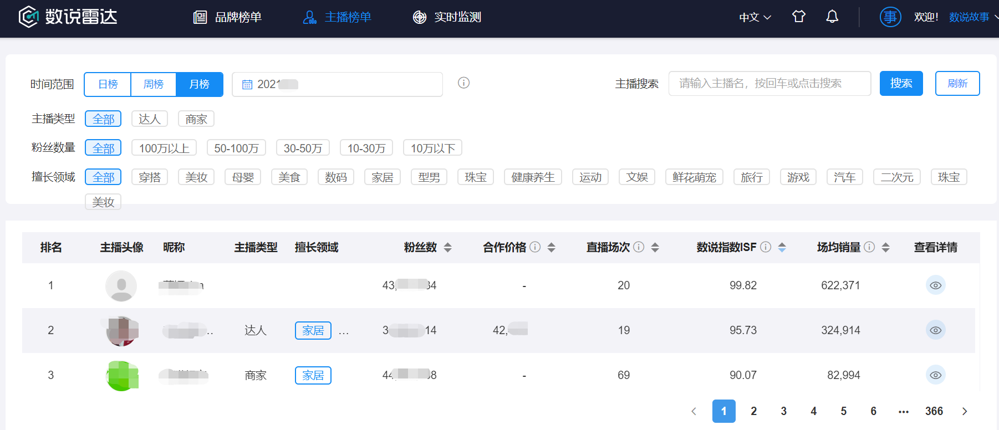 数说雷达 品牌榜单 主播榜单 实时监测 中文 事 欢迎! 数说故事
时间范围 日榜 周榜 月榜 2021 主播搜索 请输入主播名，按回车或点击搜索 搜索 刷新
主播类型 全部 达人 商家
粉丝数量 全部 100万以上 50-100万 30-50万 10-30万 10万以下
擅长领域 全部 穿搭 美妆 母婴 美食 数码 家居 型男 珠宝 健康养生 运动 文娱 鲜花萌宠 旅行 游戏 汽车 二次元 珠宝
美妆
排名 主播头像 昵称 主播类型 擅长领域 粉丝数 合作价格 直播场次 数说指数ISF 场均销量 查看详情
1 43, 34 - 20 99.82 622,371
2 .. 达人 家居 ... 3 14 42, 19 95.73 324,914
3 商家 家居 44 8 - 69 90.07 82,994
< 1 2 3 4 5 6 ••• 366 >